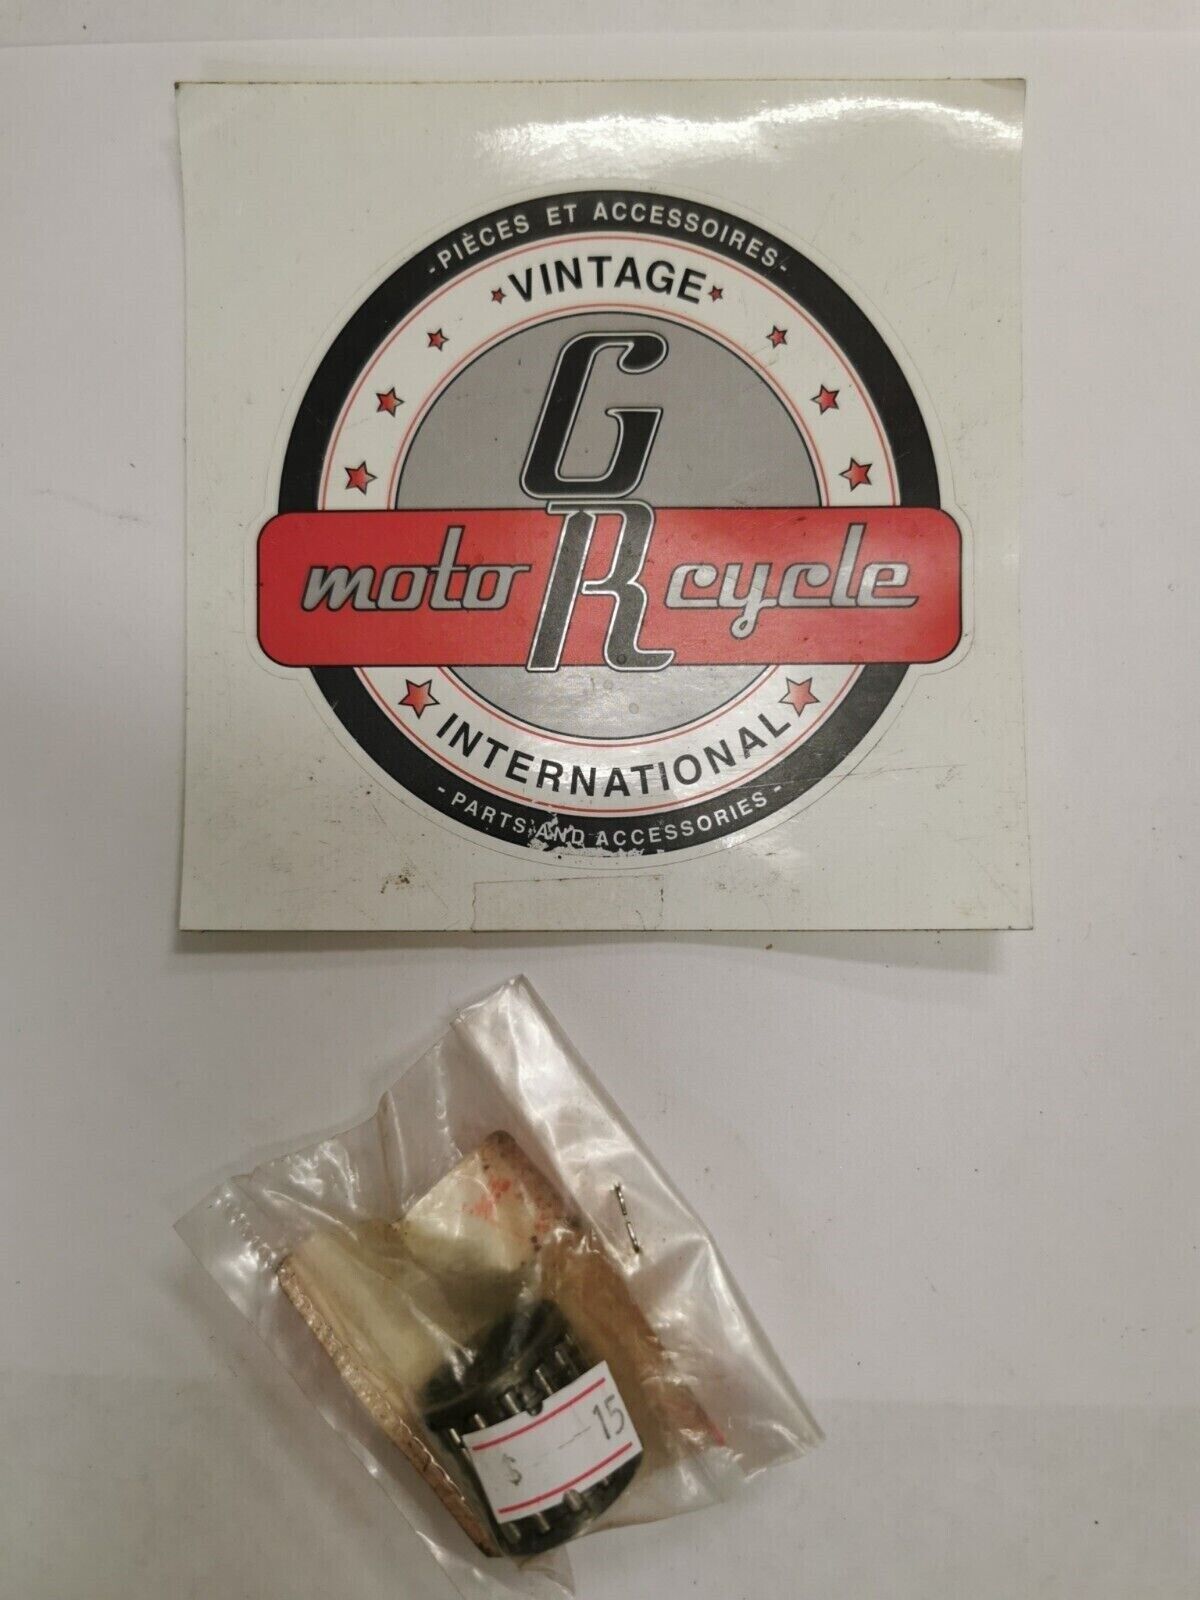 - PIÈCES ET ACCESSOIRES -
VINTAGE
GR
moto cycle
INTERNATIONAL
- PARTS AND ACCESSORIES -
$ — 15